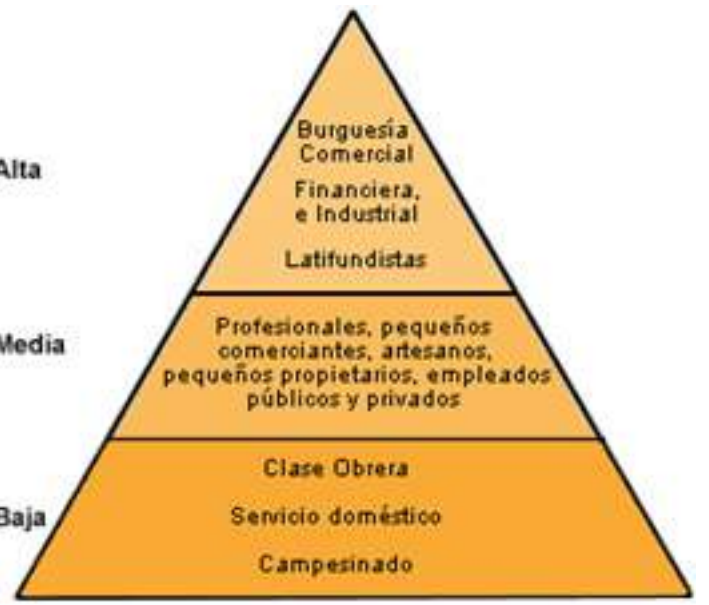 Burguesía
Comercial
Financiera,
e Industrial
Alta
Latifundistas
Profesionales, pequeños
Media
comerciantes, artesanos,
pequeños propietarios, empleados
públicos y privados
Clase Obrera
Baja
Servicio doméstico
Campesinado